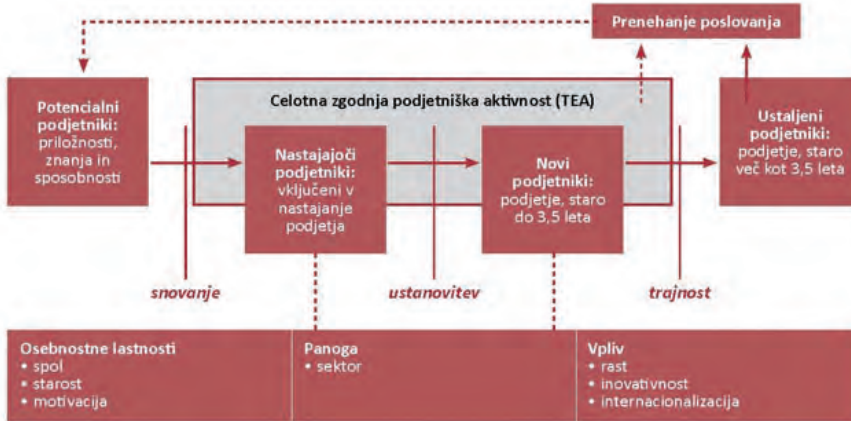 Prenehanje poslovanja
Potencialni
podjetniki:
priložnosti,
znanja in
sposobnosti
Celotna zgodnja podjetniška aktivnost (TEA)
Nastajajoči
podjetniki:
vključeni v
nastajanje
podjetja
Novi
podjetniki:
podjetje, staro
do 3,5 leta
Ustaljeni
podjetniki:
podjetje, staro
več kot 3,5 leta
snovanje
ustanovitev
trajnost
Osebnostne lastnosti
• spol
• starost
• motivacija
Panoga
• sektor
Vpliv
• rast
• inovativnost
• internacionalizacija